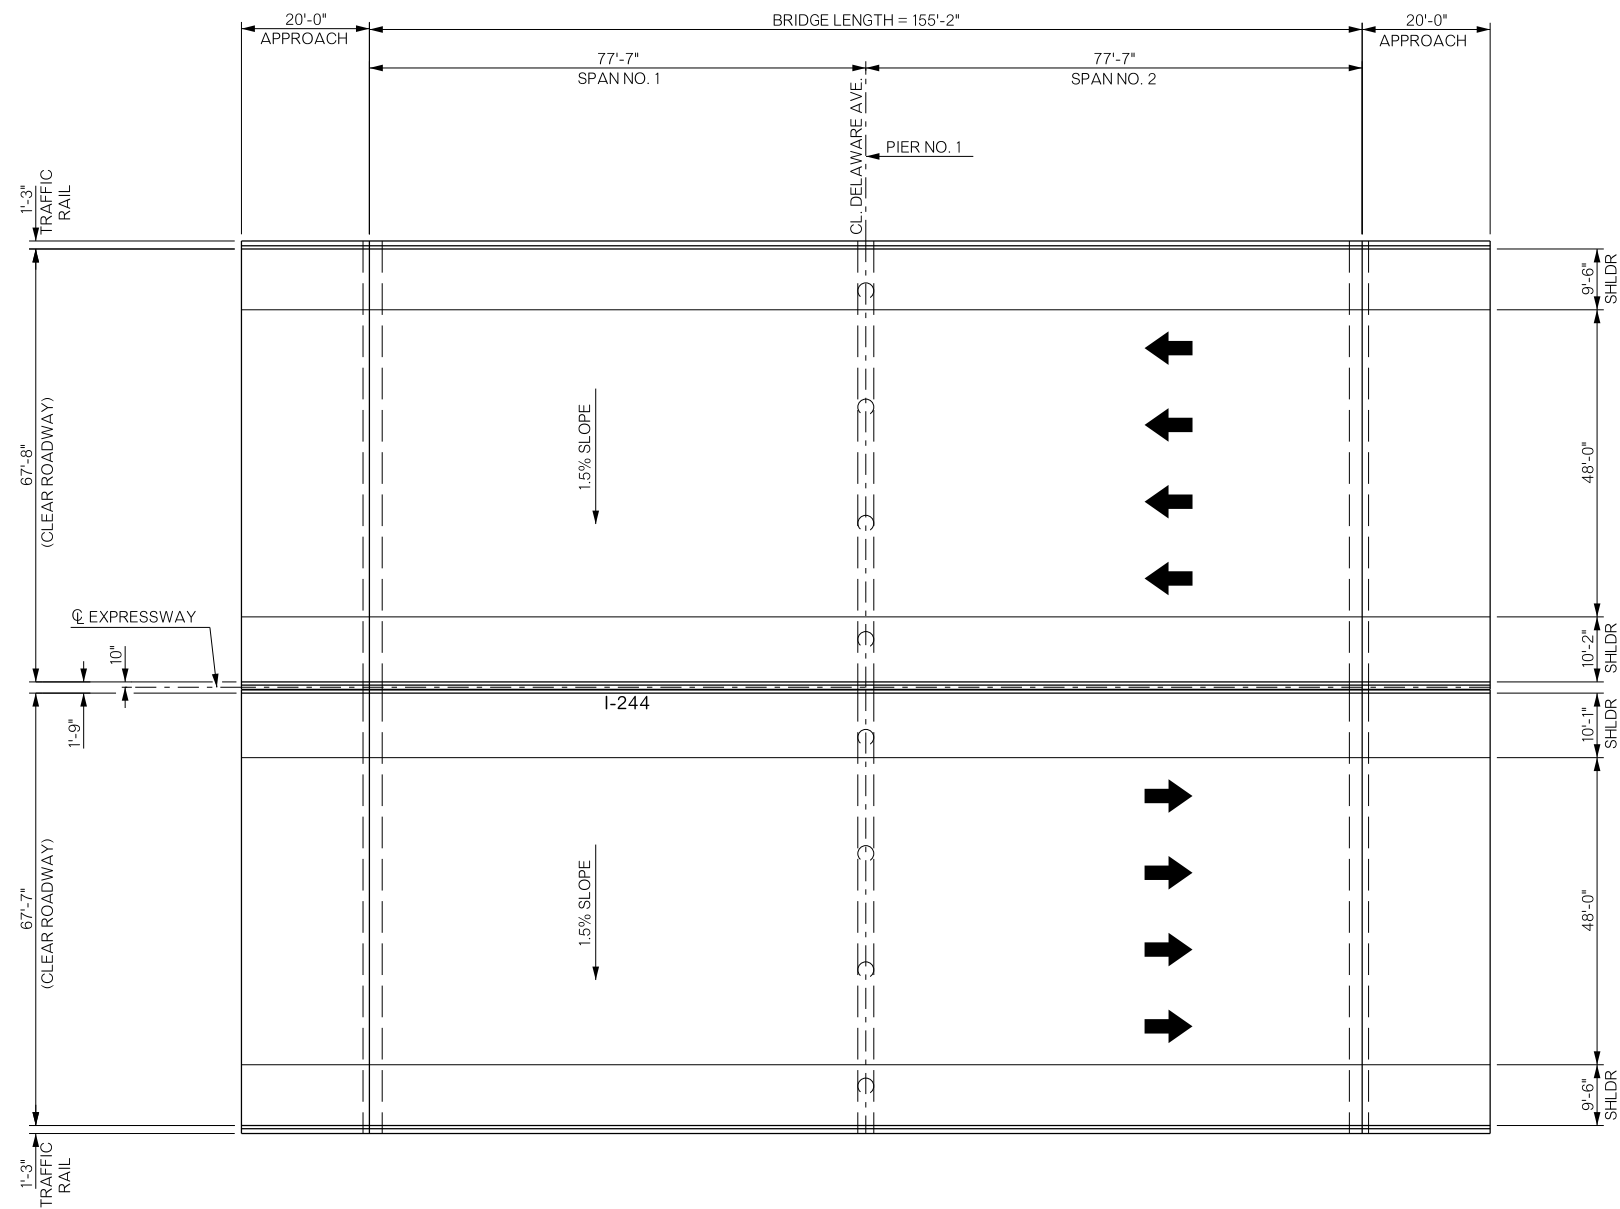 20'-0"
APPROACH
BRIDGE LENGTH = 155'-2"
20'-0"
APPROACH
77'-7"
SPAN NO. 1
77'-7"
SPAN NO. 2
CL. DELAWARE AVE.
PIER NO. 1
1'-3"
TRAFFIC
RAIL
9'-6"
SHLDR
67'-8"
(CLEAR ROADWAY)
1.5% SLOPE
48'-0"
℄ EXPRESSWAY
10"
10'-2"
SHLDR
I-244
1'-9"
10'-1"
SHLDR
67'-7"
(CLEAR ROADWAY)
1.5% SLOPE
48'-0"
9'-6"
SHLDR
1'-3"
TRAFFIC
RAIL